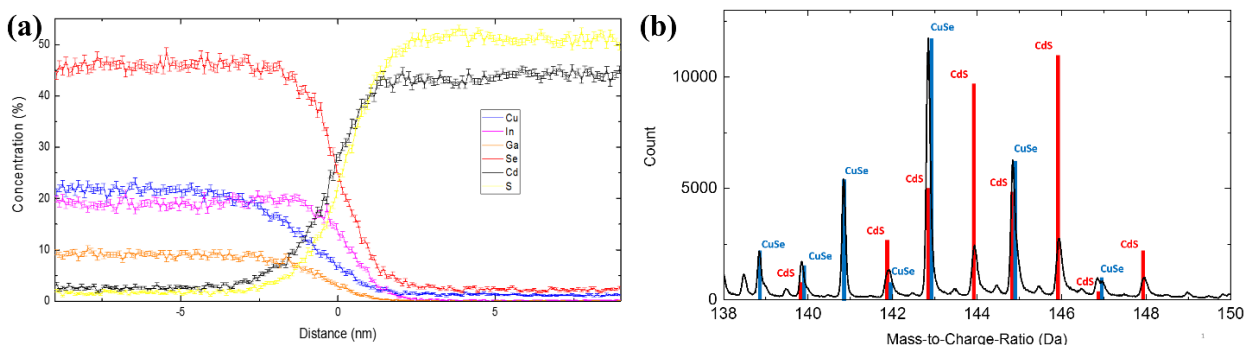 (a)
50
40
30
20
10
0
Concentration (%)
-5
0
5
Distance (nm)
Cu
In
Ga
Se
Cd
S
(b)
10000
5000
0
Count
138
140
142
144
146
148
150
Mass-to-Charge-Ratio (Da)
CuSe
CdS
CuSe
CuSe
CdS
CuSe
CdS
CuSe
CdS
CdS
CuSe
CdS
CdS
CuSe
CdS
1